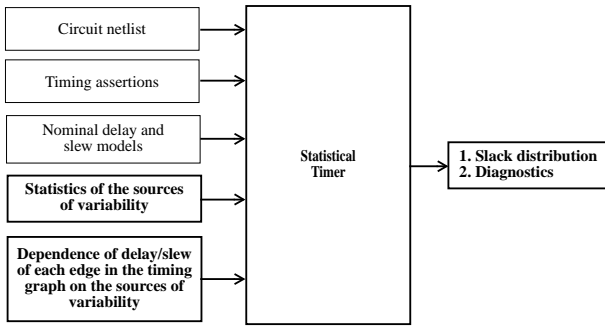 Circuit netlist
Timing assertions
Nominal delay and
slew models
Statistics of the sources
of variability
Dependence of delay/slew
of each edge in the timing
graph on the sources of
variability
Statistical
Timer
1. Slack distribution
2. Diagnostics